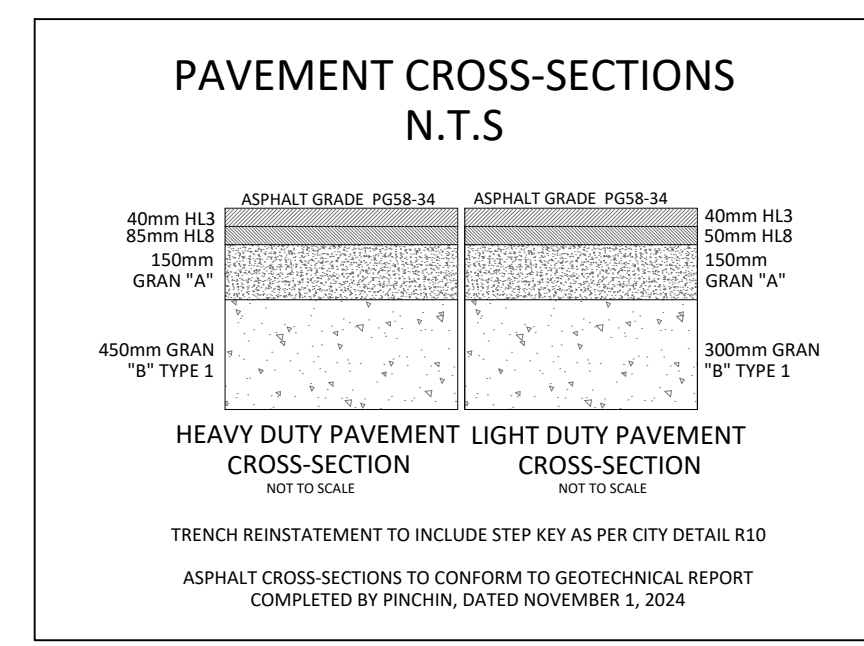 PAVEMENT CROSS-SECTIONS
N.T.S
ASPHALT GRADE PG58-34
40mm HL3
85mm HL8
150mm
GRAN "A"
450mm GRAN
"B" TYPE 1
HEAVY DUTY PAVEMENT
CROSS-SECTION
NOT TO SCALE
ASPHALT GRADE PG58-34
40mm HL3
50mm HL8
150mm
GRAN "A"
300mm GRAN
"B" TYPE 1
LIGHT DUTY PAVEMENT
CROSS-SECTION
NOT TO SCALE
TRENCH REINSTATEMENT TO INCLUDE STEP KEY AS PER CITY DETAIL R10
ASPHALT CROSS-SECTIONS TO CONFORM TO GEOTECHNICAL REPORT
COMPLETED BY PINCHIN, DATED NOVEMBER 1, 2024